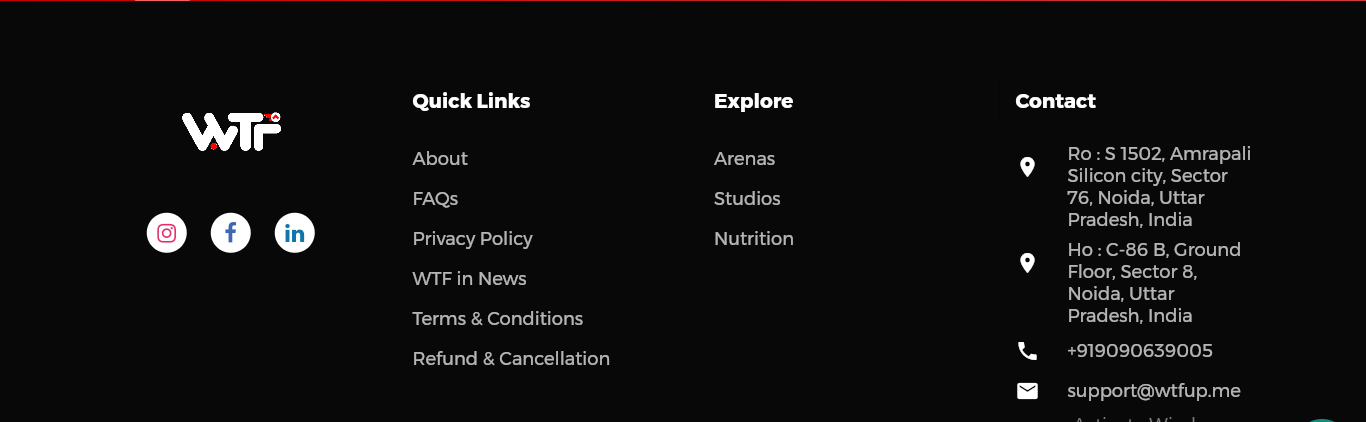 WTF
Quick Links
About
FAQs
Privacy Policy
WTF in News
Terms & Conditions
Refund & Cancellation
Explore
Arenas
Studios
Nutrition
Contact
Ro : S 1502, Amrapali
Silicon city, Sector
76, Noida, Uttar
Pradesh, India
Ho : C-86 B, Ground
Floor, Sector 8,
Noida, Uttar
Pradesh, India
+919090639005
support@wtfup.me